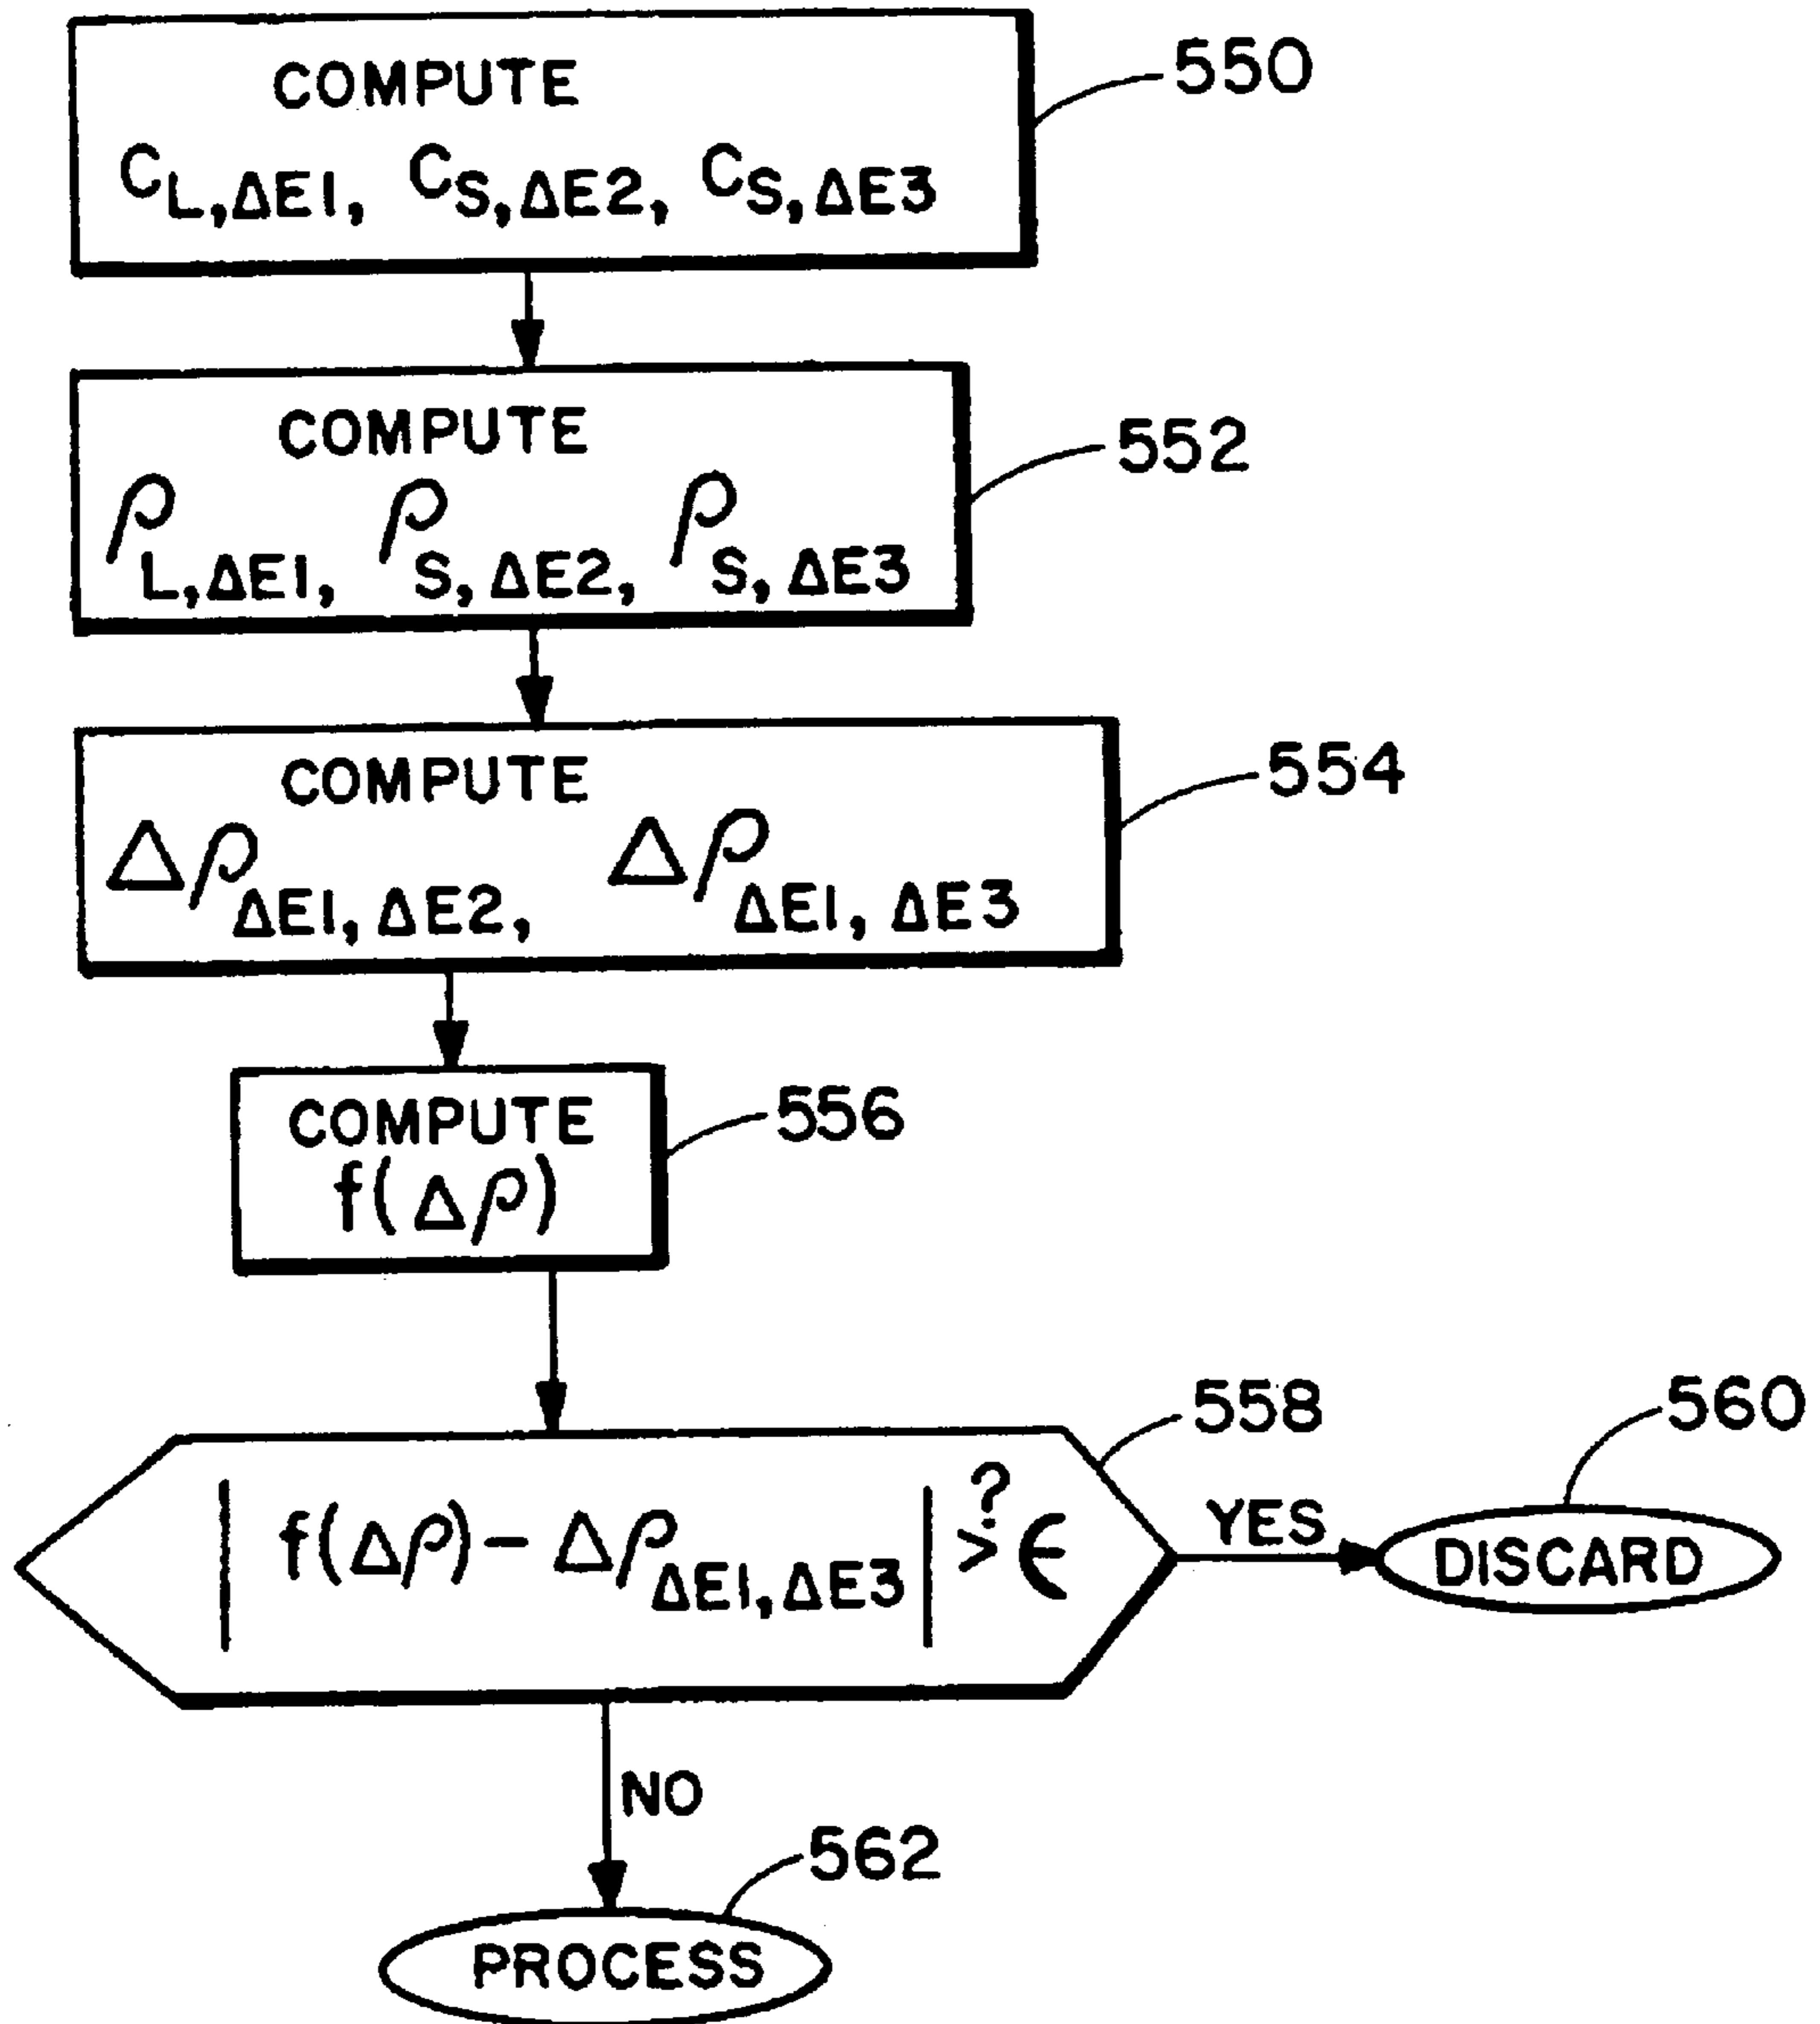 COMPUTE
C L,ΔE1, C S,ΔE2, C S,ΔE3
550
COMPUTE
ρ L,ΔE1, ρ S,ΔE2, ρ S,ΔE3
552
COMPUTE
Δρ ΔE1,ΔE2, Δρ ΔE1,ΔE3
554
COMPUTE
f(Δρ)
556
| f(Δρ) - Δρ ΔE1,ΔE3 | >? ϵ
558
YES
DISCARD
560
NO
PROCESS
562